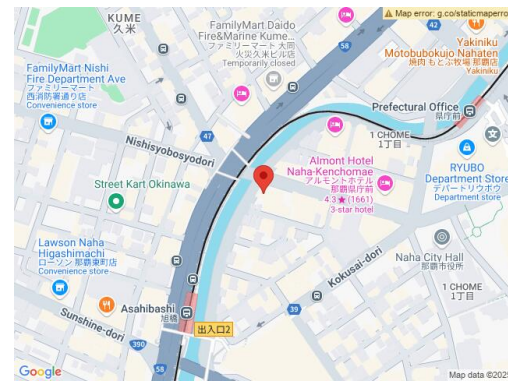 KUME
久米
FamilyMart Daido
Fire&Marine Kume...
ファミリーマート 大同
火災久米ビル店
Temporarily closed
58
Map error: g.co/staticmaperro
42
Yakiniku
Motobubokujo Nahaten
焼肉 もとぶ牧場 那覇店
Yakiniku
FamilyMart Nishi
Fire Department Ave
ファミリーマート
西消防署通り店
Convenience store
Prefectural Office
県庁前
47
Nishisyobosyodori
1 CHOME
1丁目
Almont Hotel
Naha-Kenchomae
アルモントホテル
那覇県庁前
4.3★(1661)
3-star hotel
RYUBO
Department Store
デパートリウボウ
Department store
Street Kart Okinawa
Lawson Naha
Higashimachi
ローソン 那覇東町店
Convenience store
Naha City Hall
那覇市役所
Kokusai-dori
1 CHOME
1丁目
Asahibashi
旭橋
39
Sunshine-dori
出入口2
390
58
Google
Map data ©2025